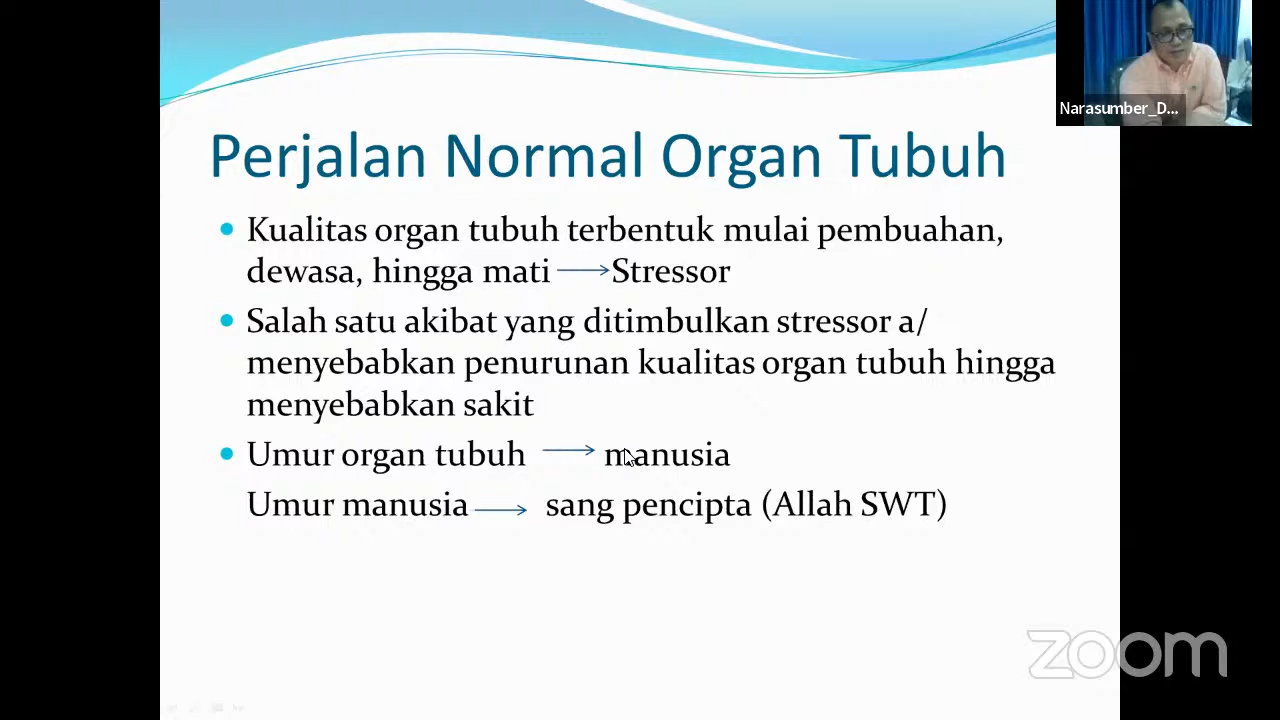 Narasumber_D...
Perjalan Normal Organ Tubuh
• Kualitas organ tubuh terbentuk mulai pembuahan,
dewasa, hingga mati → Stressor
• Salah satu akibat yang ditimbulkan stressor a/
menyebabkan penurunan kualitas organ tubuh hingga
menyebabkan sakit
• Umur organ tubuh → manusia
Umur manusia → sang pencipta (Allah SWT)
zoom